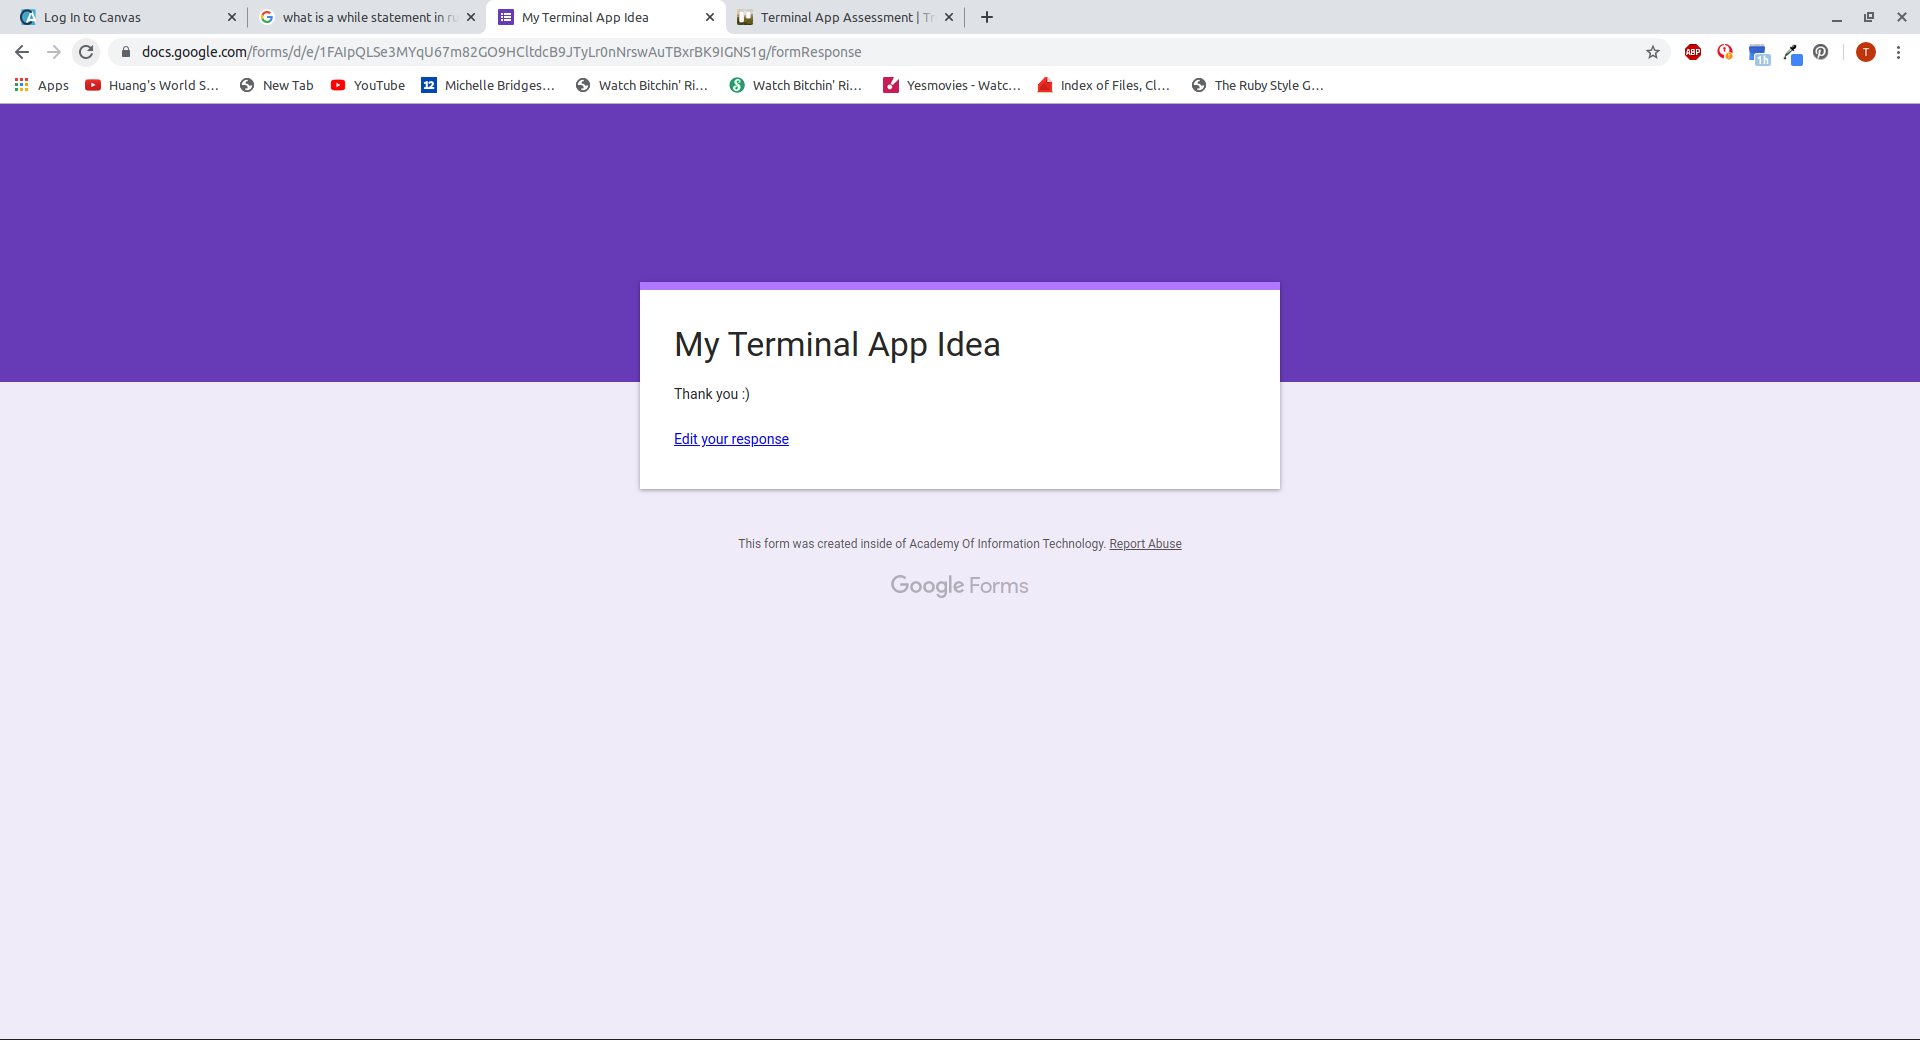 Log In to Canvas
what is a while statement in ru
My Terminal App Idea
Terminal App Assessment | Tr
docs.google.com/forms/d/e/1FAIpQLSe3MYqU67m82GO9HCltdcB9JTyLr0nNrswAuTBxrBK9IGNS1g/formResponse
ABP
1h
T
Apps
Huang's World S...
New Tab
YouTube
12
Michelle Bridges...
Watch Bitchin' Ri...
Watch Bitchin' Ri...
Yesmovies - Watc...
Index of Files, Cl...
The Ruby Style G...
My Terminal App Idea
Thank you :)
Edit your response
This form was created inside of Academy Of Information Technology. Report Abuse
Google Forms